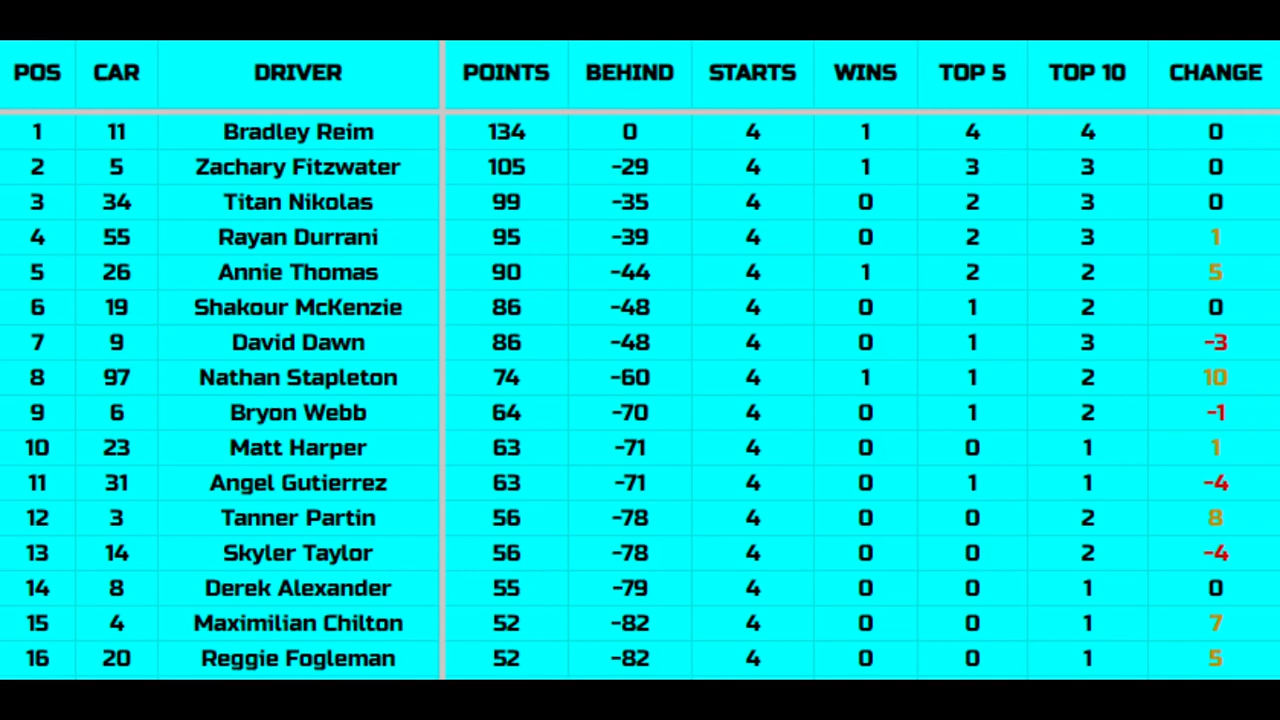 POS CAR DRIVER POINTS BEHIND STARTS WINS TOP 5 TOP 10 CHANGE
1 11 Bradley Reim 134 0 4 1 4 4 0
2 5 Zachary Fitzwater 105 -29 4 1 3 3 0
3 34 Titan Nikolas 99 -35 4 0 2 3 0
4 55 Rayan Durrani 95 -39 4 0 2 3 1
5 26 Annie Thomas 90 -44 4 1 2 2 5
6 19 Shakour McKenzie 86 -48 4 0 1 2 0
7 9 David Dawn 86 -48 4 0 1 3 -3
8 97 Nathan Stapleton 74 -60 4 1 1 2 10
9 6 Bryon Webb 64 -70 4 0 1 2 -1
10 23 Matt Harper 63 -71 4 0 0 1 1
11 31 Angel Gutierrez 63 -71 4 0 1 1 -4
12 3 Tanner Partin 56 -78 4 0 0 2 8
13 14 Skyler Taylor 56 -78 4 0 0 2 -4
14 8 Derek Alexander 55 -79 4 0 0 1 0
15 4 Maximilian Chilton 52 -82 4 0 0 1 7
16 20 Reggie Fogleman 52 -82 4 0 0 1 5